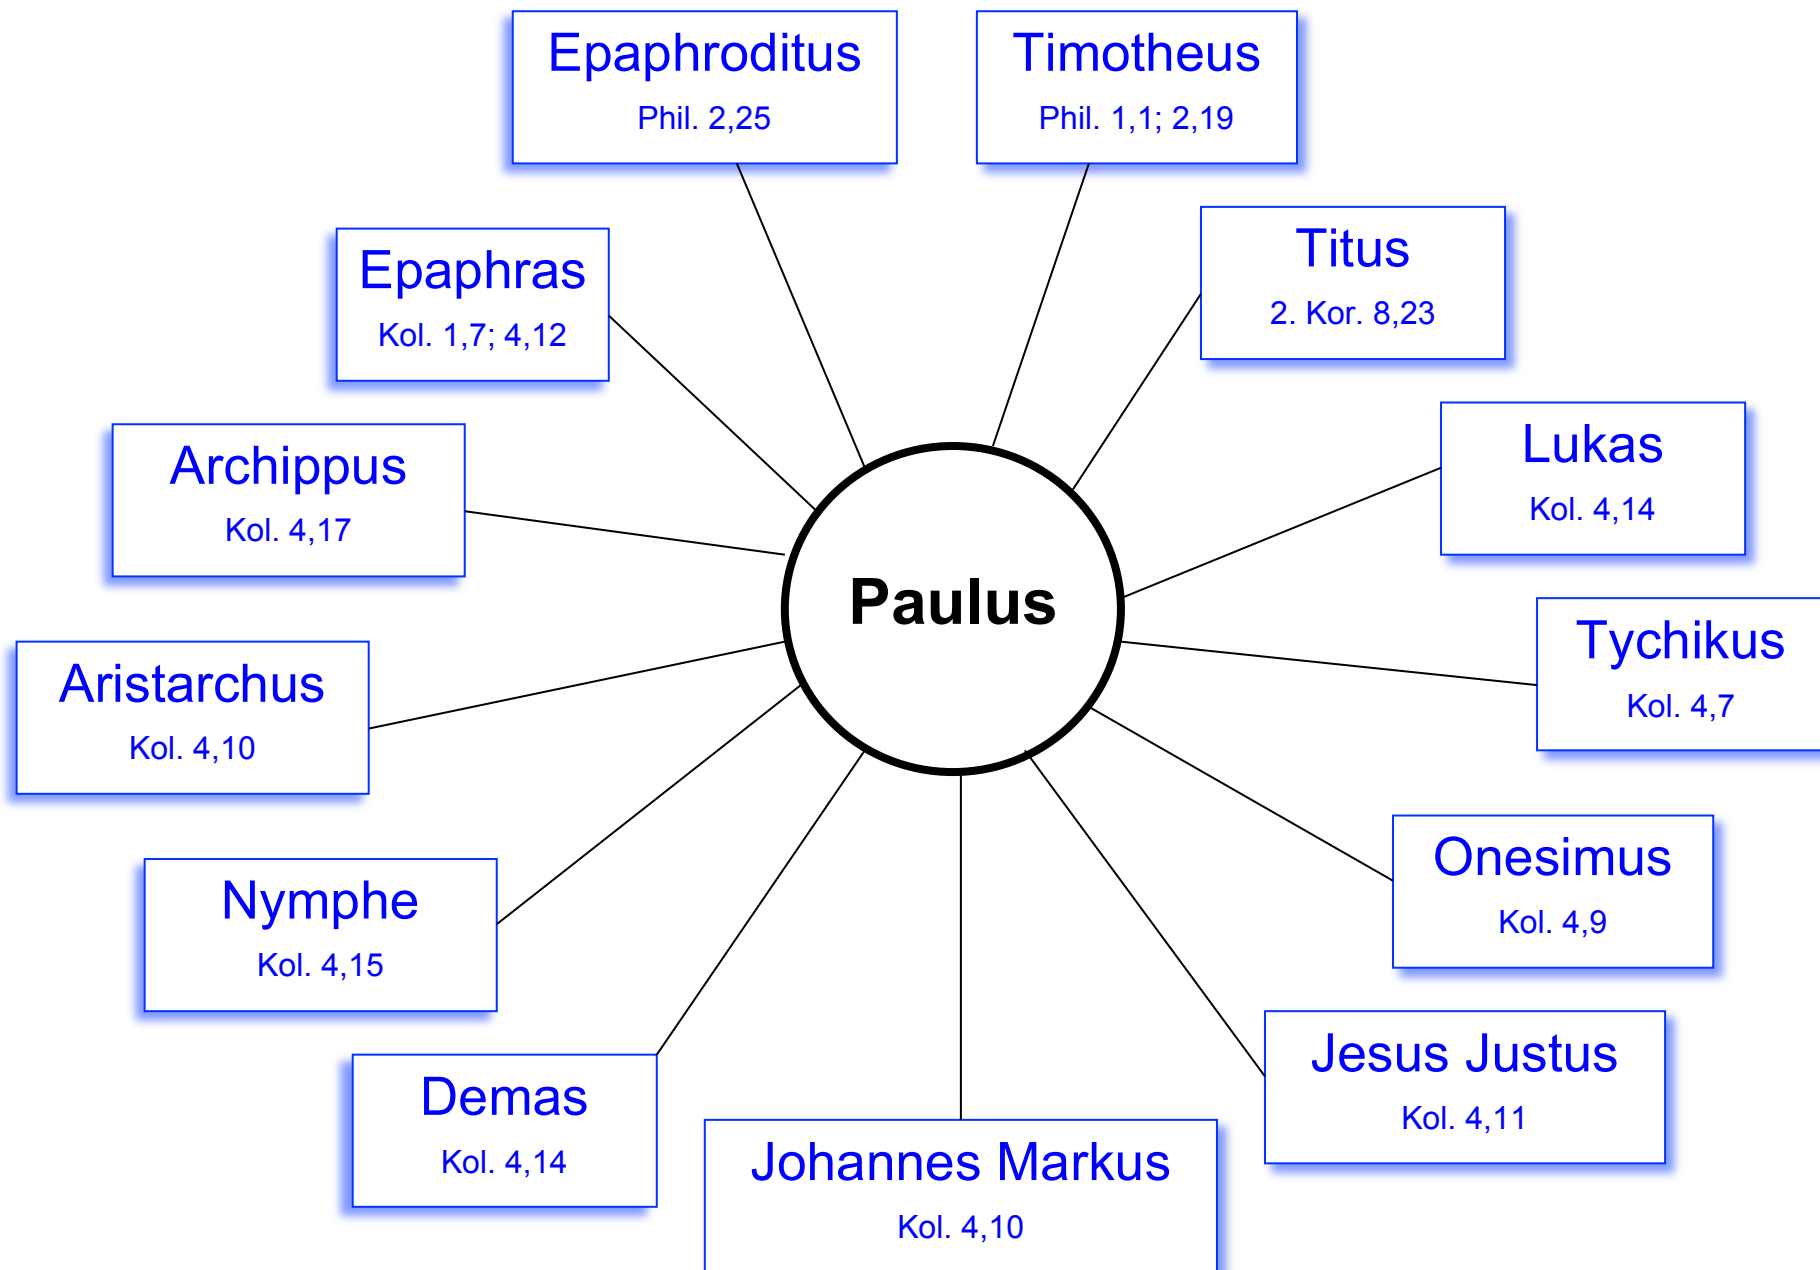 Epaphroditus
Phil. 2,25
Timotheus
Phil. 1,1; 2,19
Titus
2. Kor. 8,23
Epaphras
Kol. 1,7; 4,12
Lukas
Kol. 4,14
Archippus
Kol. 4,17
Paulus
Tychikus
Kol. 4,7
Aristarchus
Kol. 4,10
Onesimus
Kol. 4,9
Nymphe
Kol. 4,15
Jesus Justus
Kol. 4,11
Demas
Kol. 4,14
Johannes Markus
Kol. 4,10